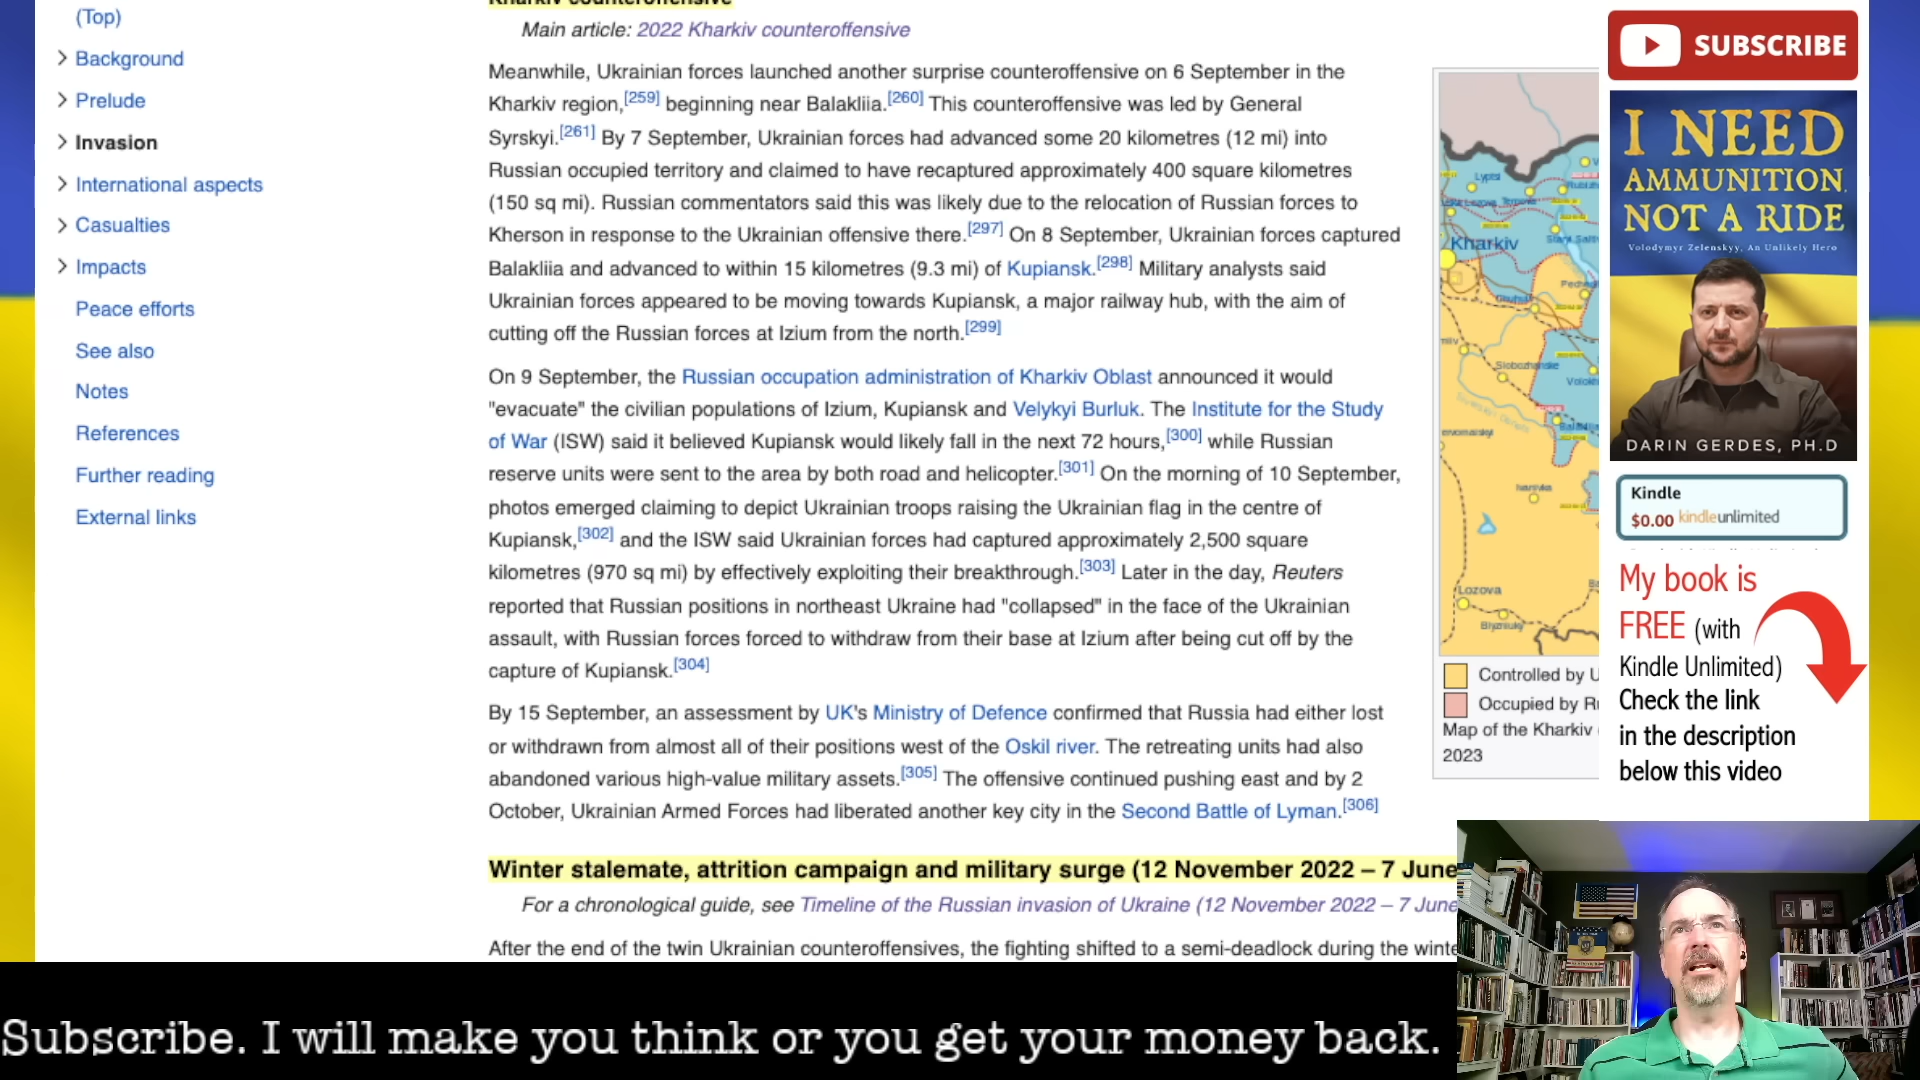 (Top)
Background
Prelude
Invasion
International aspects
Casualties
Impacts
Peace efforts
See also
Notes
References
Further reading
External links
Kharkiv counteroffensive
Main article: 2022 Kharkiv counteroffensive
Meanwhile, Ukrainian forces launched another surprise counteroffensive on 6 September in the
Kharkiv region,[259] beginning near Balakliia.[260] This counteroffensive was led by General
Syrskyi.[261] By 7 September, Ukrainian forces had advanced some 20 kilometres (12 mi) into
Russian occupied territory and claimed to have recaptured approximately 400 square kilometres
(150 sq mi). Russian commentators said this was likely due to the relocation of Russian forces to
Kherson in response to the Ukrainian offensive there.[297] On 8 September, Ukrainian forces captured
Balakliia and advanced to within 15 kilometres (9.3 mi) of Kupiansk.[298] Military analysts said
Ukrainian forces appeared to be moving towards Kupiansk, a major railway hub, with the aim of
cutting off the Russian forces at Izium from the north.[299]
On 9 September, the Russian occupation administration of Kharkiv Oblast announced it would
"evacuate" the civilian populations of Izium, Kupiansk and Velykyi Burluk. The Institute for the Study
of War (ISW) said it believed Kupiansk would likely fall in the next 72 hours,[300] while Russian
reserve units were sent to the area by both road and helicopter.[301] On the morning of 10 September,
photos emerged claiming to depict Ukrainian troops raising the Ukrainian flag in the centre of
Kupiansk,[302] and the ISW said Ukrainian forces had captured approximately 2,500 square
kilometres (970 sq mi) by effectively exploiting their breakthrough.[303] Later in the day, Reuters
reported that Russian positions in northeast Ukraine had "collapsed" in the face of the Ukrainian
assault, with Russian forces forced to withdraw from their base at Izium after being cut off by the
capture of Kupiansk.[304]
By 15 September, an assessment by UK's Ministry of Defence confirmed that Russia had either lost
or withdrawn from almost all of their positions west of the Oskil river. The retreating units had also
abandoned various high-value military assets.[305] The offensive continued pushing east and by 2
October, Ukrainian Armed Forces had liberated another key city in the Second Battle of Lyman.[306]
Winter stalemate, attrition campaign and military surge (12 November 2022 – 7 June
For a chronological guide, see Timeline of the Russian invasion of Ukraine (12 November 2022 – 7 June
After the end of the twin Ukrainian counteroffensives, the fighting shifted to a semi-deadlock during the winte
Lyptsi
Kharkiv
Slobozhanske
Lozova
Controlled by U
Occupied by Ru
Map of the Kharkiv
2023
SUBSCRIBE
I NEED
AMMUNITION,
NOT A RIDE
Volodymyr Zelenskyy, An Unlikely Hero
DARIN GERDES, PH.D
Kindle
$0.00 kindleunlimited
My book is
FREE (with
Kindle Unlimited)
Check the link
in the description
below this video
Subscribe. I will make you think or you get your money back.